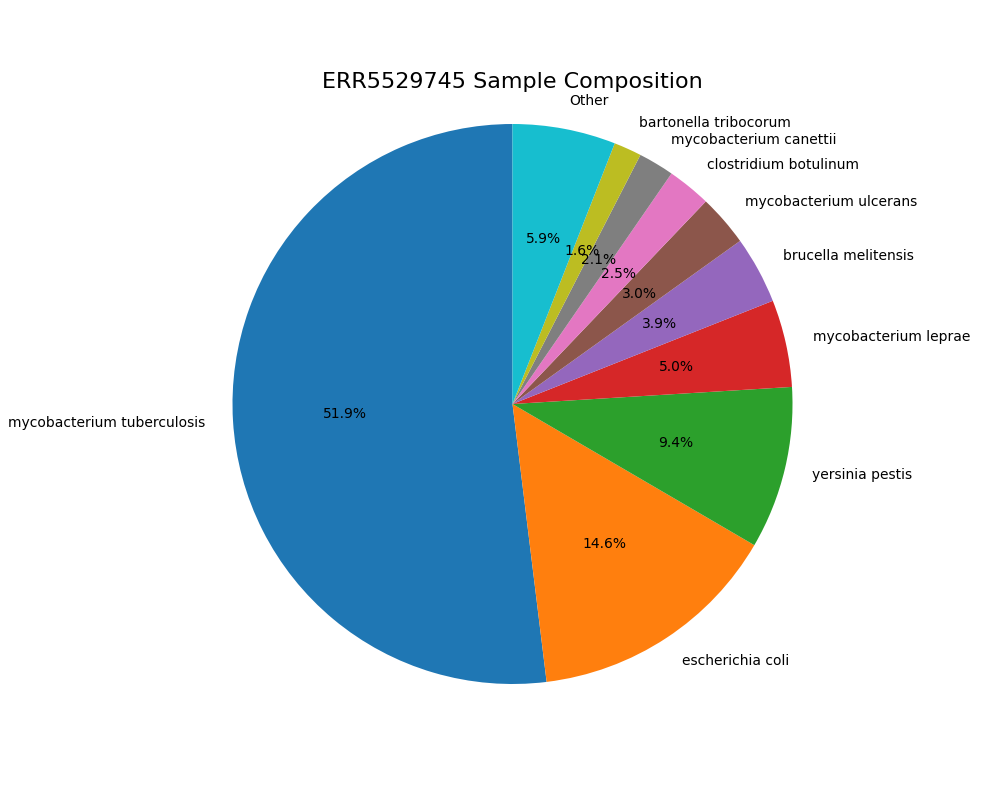 ERR5529745 Sample Composition
Other
bartonella tribocorum
mycobacterium canettii
clostridium botulinum
mycobacterium ulcerans
brucella melitensis
mycobacterium leprae
yersinia pestis
escherichia coli
mycobacterium tuberculosis
5.9%
1.6%
2.1%
2.5%
3.0%
3.9%
5.0%
9.4%
14.6%
51.9%